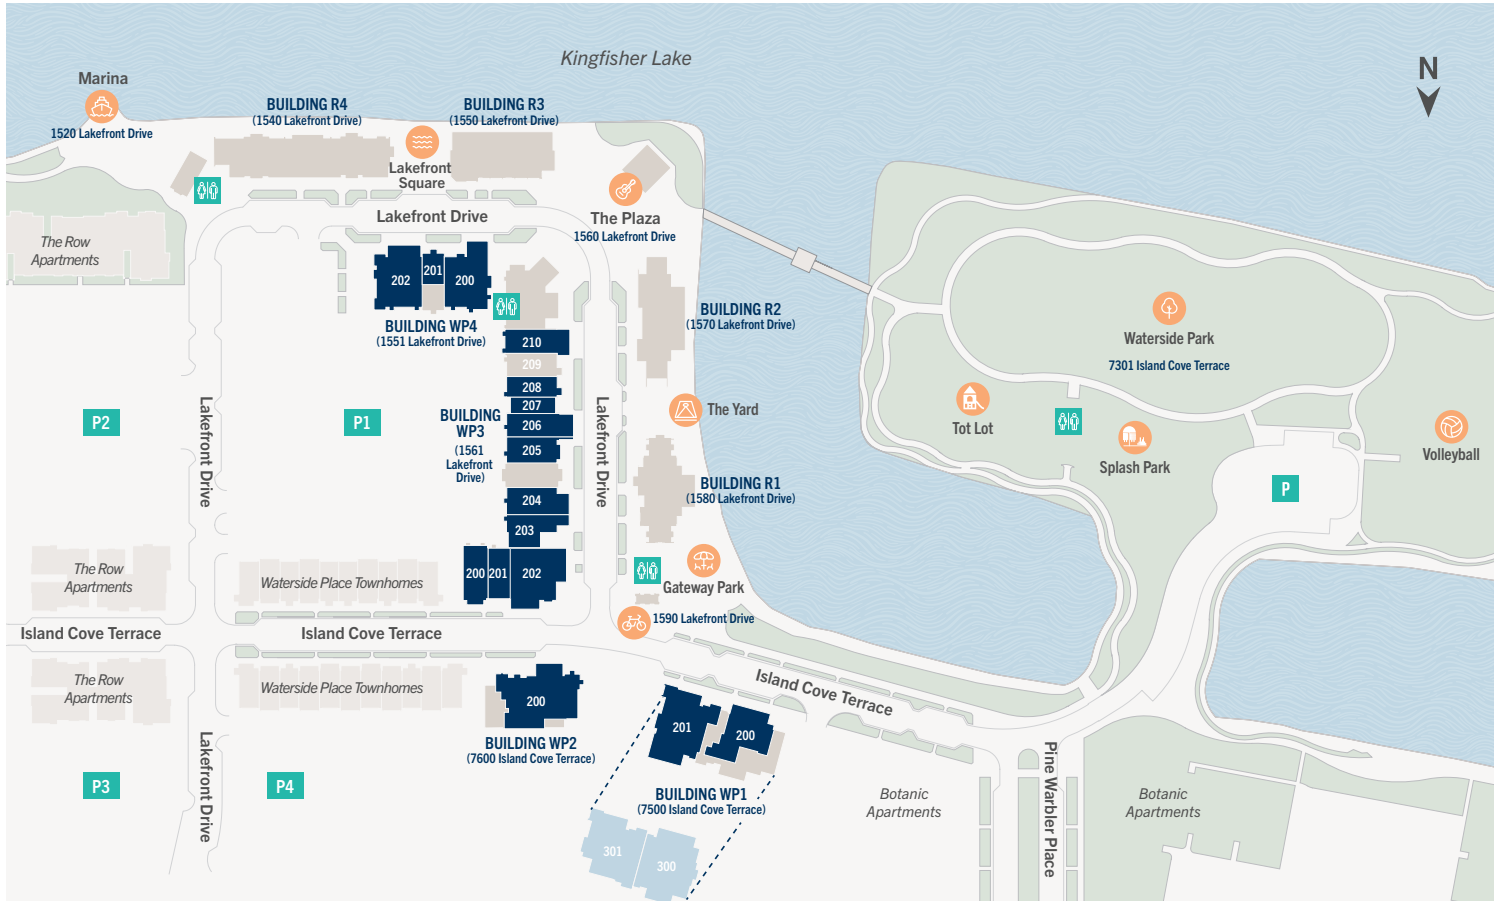 Kingfisher Lake
N
Marina
1520 Lakefront Drive
BUILDING R4
(1540 Lakefront Drive)
BUILDING R3
(1550 Lakefront Drive)
Lakefront
Square
The Plaza
1560 Lakefront Drive
Lakefront Drive
The Row
Apartments
202
201
200
BUILDING WP4
(1551 Lakefront Drive)
BUILDING R2
(1570 Lakefront Drive)
Waterside Park
7301 Island Cove Terrace
210
209
208
207
206
205
204
203
200
201
202
BUILDING
WP3
(1561
Lakefront
Drive)
P2
P1
Lakefront Drive
Lakefront Drive
The Yard
Tot Lot
Splash Park
Volleyball
P
BUILDING R1
(1580 Lakefront Drive)
Gateway Park
1590 Lakefront Drive
The Row
Apartments
Waterside Place Townhomes
Island Cove Terrace
Island Cove Terrace
Island Cove Terrace
The Row
Apartments
Waterside Place Townhomes
200
BUILDING WP2
(7600 Island Cove Terrace)
201
200
BUILDING WP1
(7500 Island Cove Terrace)
301
300
P3
P4
Lakefront Drive
Botanic
Apartments
Pine Warbler Place
Botanic
Apartments